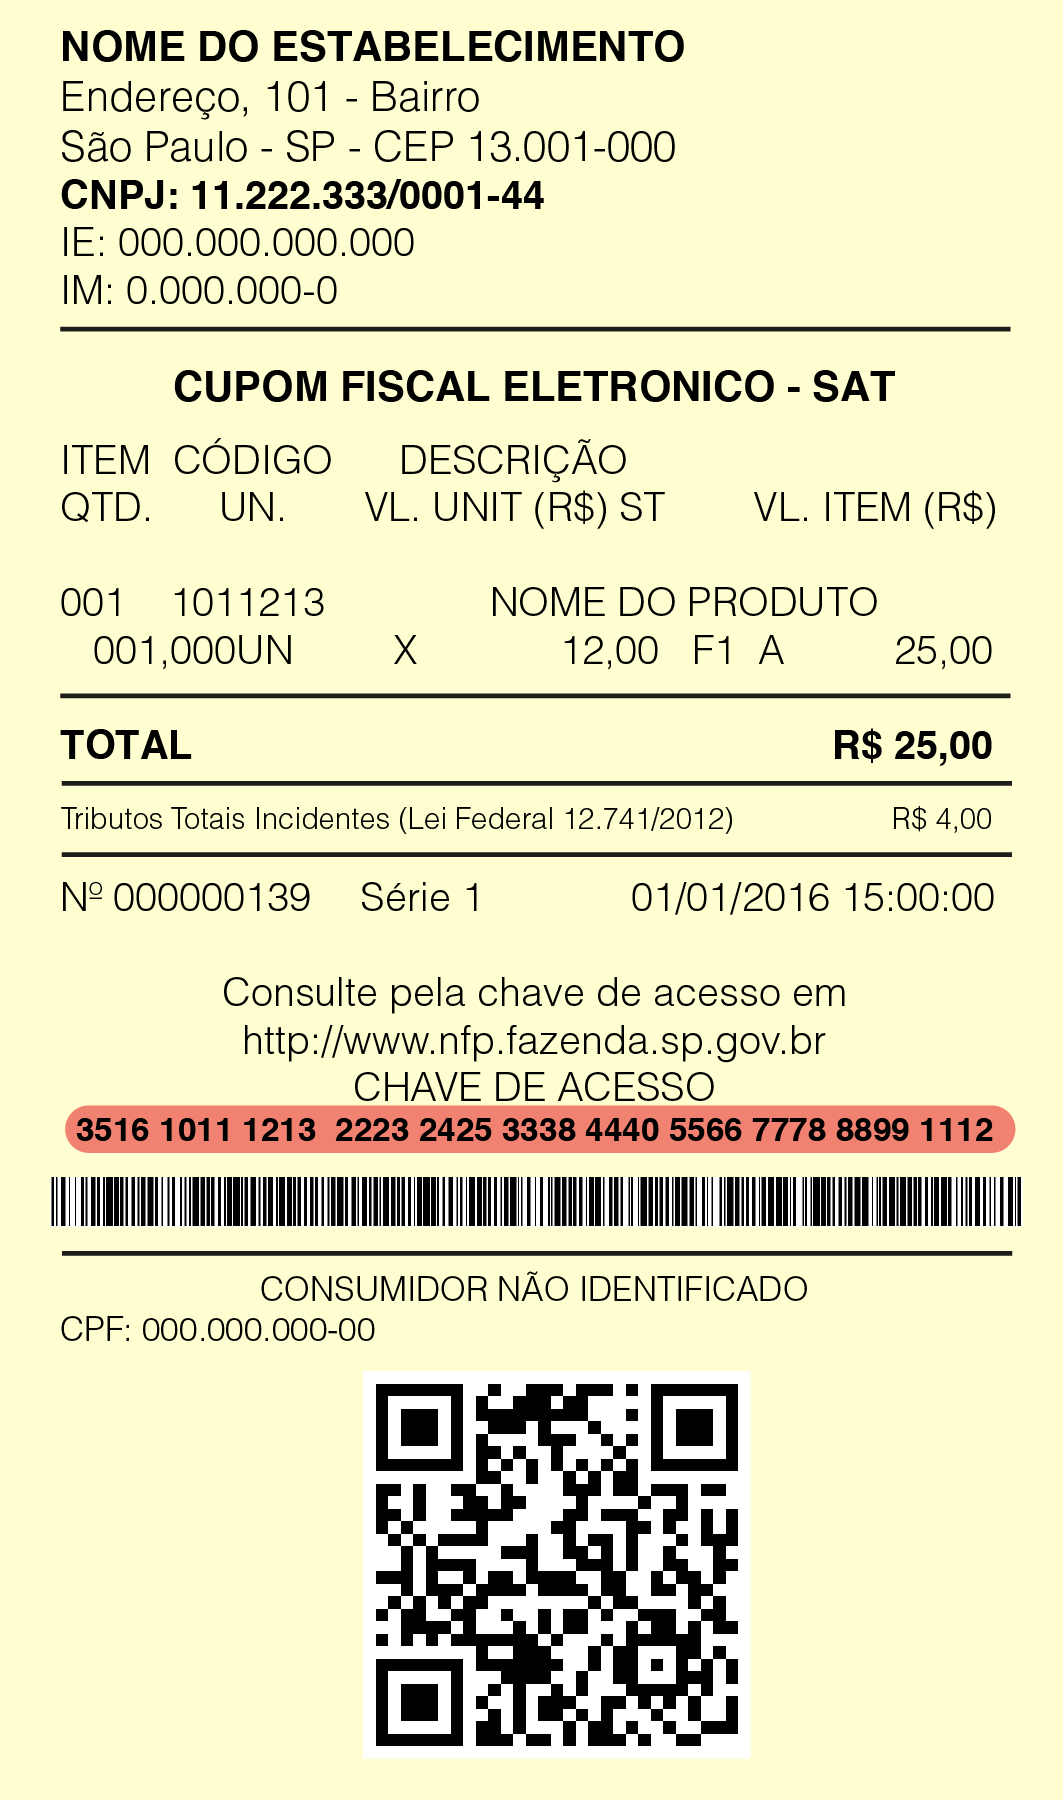 NOME DO ESTABELECIMENTO
Endereço, 101 - Bairro
São Paulo - SP - CEP 13.001-000
CNPJ: 11.222.333/0001-44
IE: 000.000.000.000
IM: 0.000.000-0
CUPOM FISCAL ELETRONICO - SAT
ITEM CÓDIGO DESCRIÇÃO
QTD. UN. VL. UNIT (R$) ST VL. ITEM (R$)
001 1011213 NOME DO PRODUTO
001,000UN X 12,00 F1 A 25,00
TOTAL R$ 25,00
Tributos Totais Incidentes (Lei Federal 12.741/2012) R$ 4,00
Nº 000000139 Série 1 01/01/2016 15:00:00
Consulte pela chave de acesso em
http://www.nfp.fazenda.sp.gov.br
CHAVE DE ACESSO
3516 1011 1213 2223 2425 3338 4440 5566 7778 8899 1112
CONSUMIDOR NÃO IDENTIFICADO
CPF: 000.000.000-00